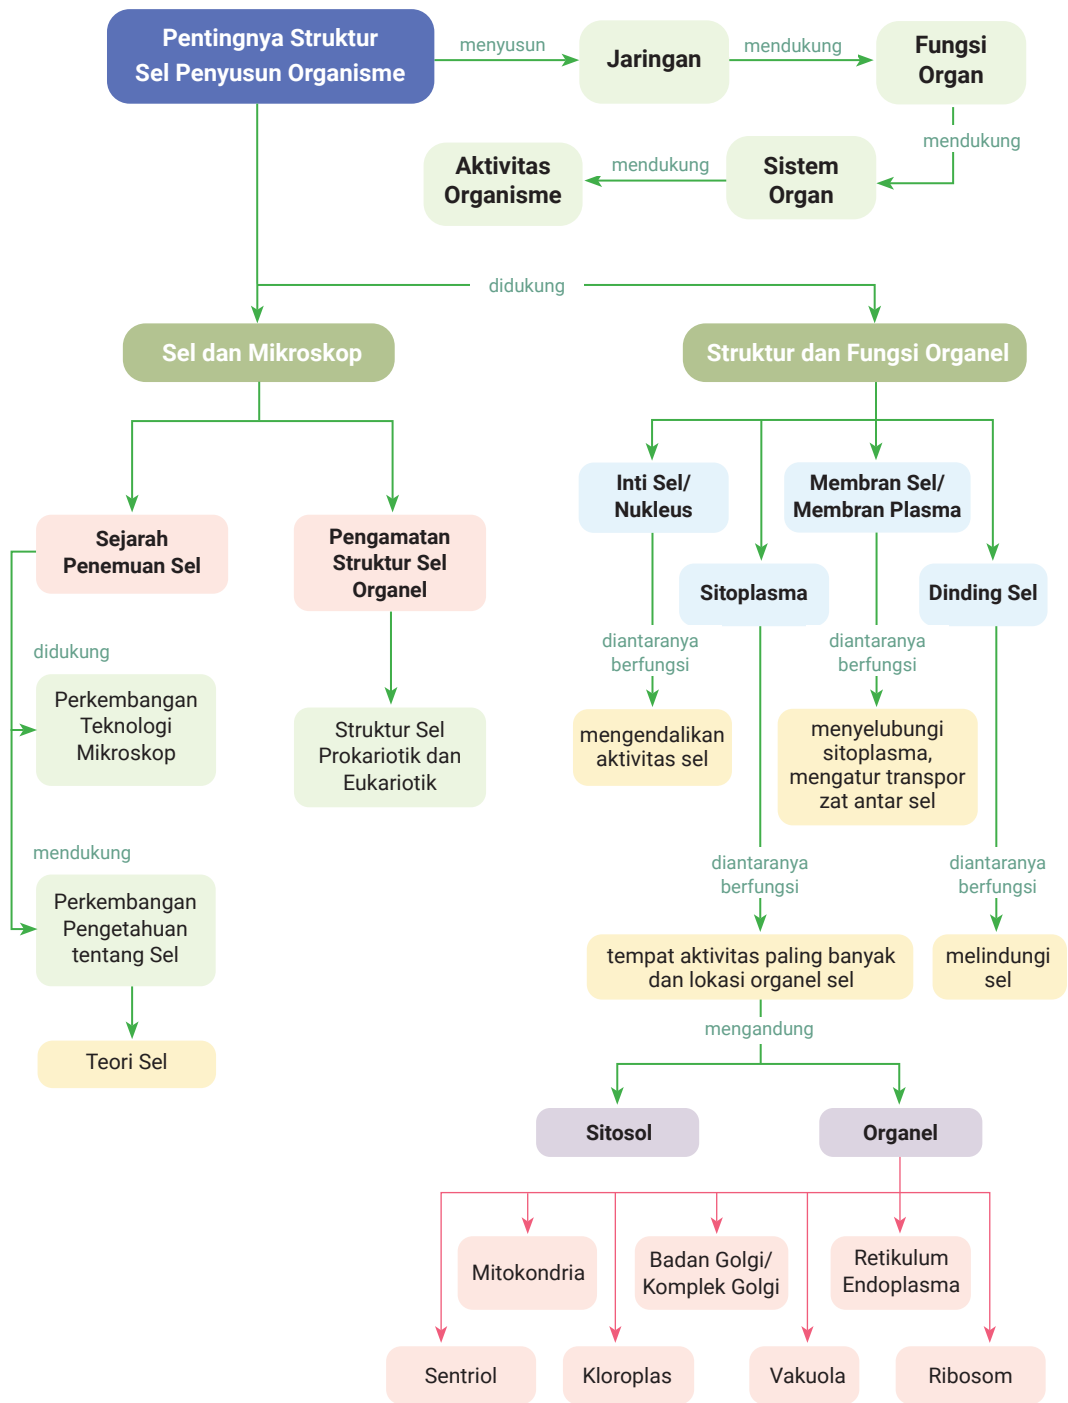 Pentingnya Struktur
Sel Penyusun Organisme
menyusun
Jaringan
mendukung
Fungsi
Organ
mendukung
Sistem
Organ
mendukung
Aktivitas
Organisme
didukung
Sel dan Mikroskop
Struktur dan Fungsi Organel
Sejarah
Penemuan Sel
Pengamatan
Struktur Sel
Organel
didukung
Perkembangan
Teknologi
Mikroskop
Struktur Sel
Prokariotik dan
Eukariotik
mendukung
Perkembangan
Pengetahuan
tentang Sel
Teori Sel
Inti Sel/
Nukleus
Membran Sel/
Membran Plasma
Sitoplasma
Dinding Sel
diantaranya
berfungsi
mengendalikan
aktivitas sel
diantaranya
berfungsi
menyelubungi
sitoplasma,
mengatur transpor
zat antar sel
diantaranya
berfungsi
tempat aktivitas paling banyak
dan lokasi organel sel
diantaranya
berfungsi
melindungi
sel
mengandung
Sitosol
Organel
Mitokondria
Badan Golgi/
Komplek Golgi
Retikulum
Endoplasma
Sentriol
Kloroplas
Vakuola
Ribosom